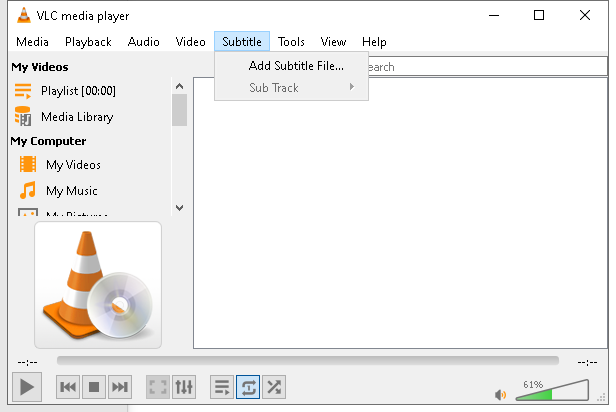 VLC media player
Media Playback Audio Video Subtitle Tools View Help
Add Subtitle File...
Sub Track
My Videos
earch
Playlist [00:00]
Media Library
My Computer
My Videos
My Music
My Pictures
--:--
--:--
61%